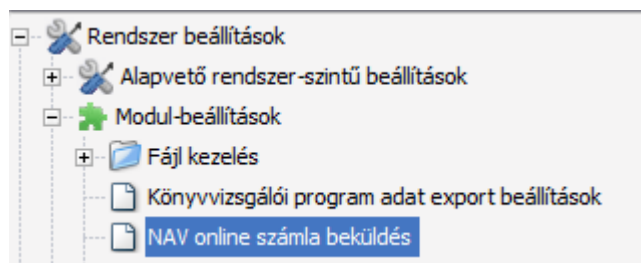 Rendszer beállítások
Alapvető rendszer-szintű beállítások
Modul-beállítások
Fájl kezelés
Könyvvizsgálói program adat export beállítások
NAV online számla beküldés